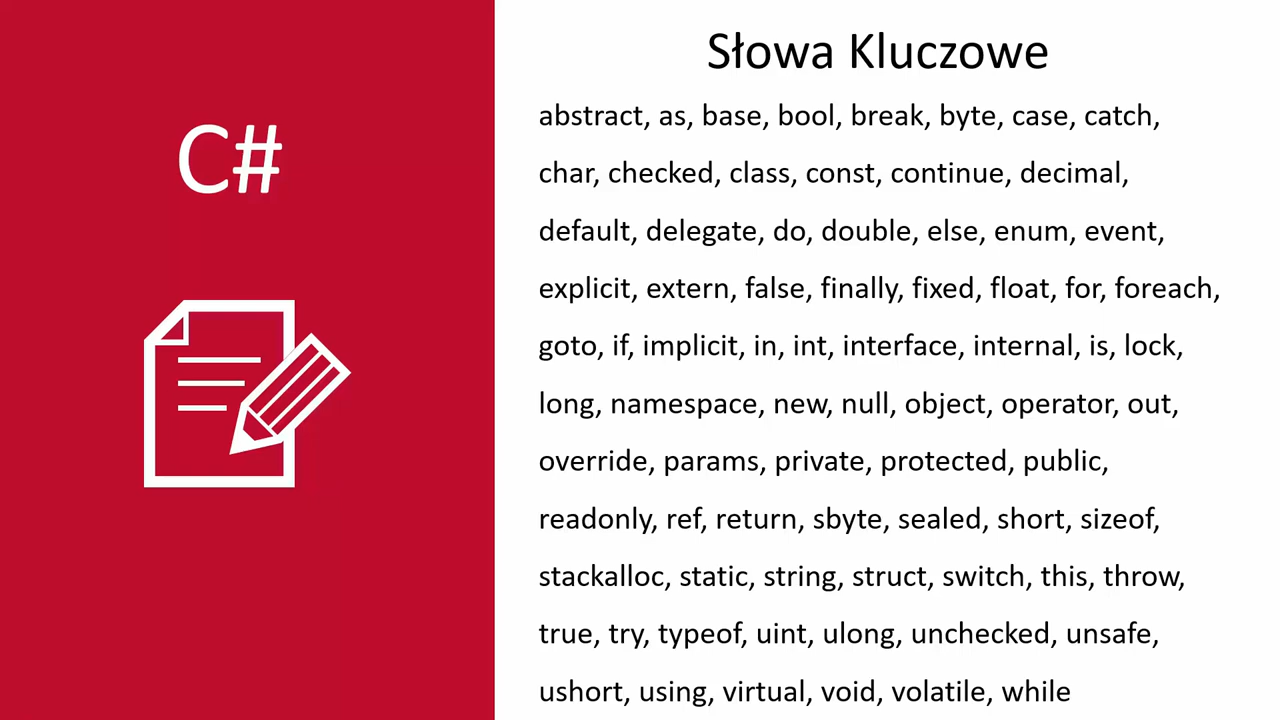 C#
Słowa Kluczowe
abstract, as, base, bool, break, byte, case, catch,
char, checked, class, const, continue, decimal,
default, delegate, do, double, else, enum, event,
explicit, extern, false, finally, fixed, float, for, foreach,
goto, if, implicit, in, int, interface, internal, is, lock,
long, namespace, new, null, object, operator, out,
override, params, private, protected, public,
readonly, ref, return, sbyte, sealed, short, sizeof,
stackalloc, static, string, struct, switch, this, throw,
true, try, typeof, uint, ulong, unchecked, unsafe,
ushort, using, virtual, void, volatile, while